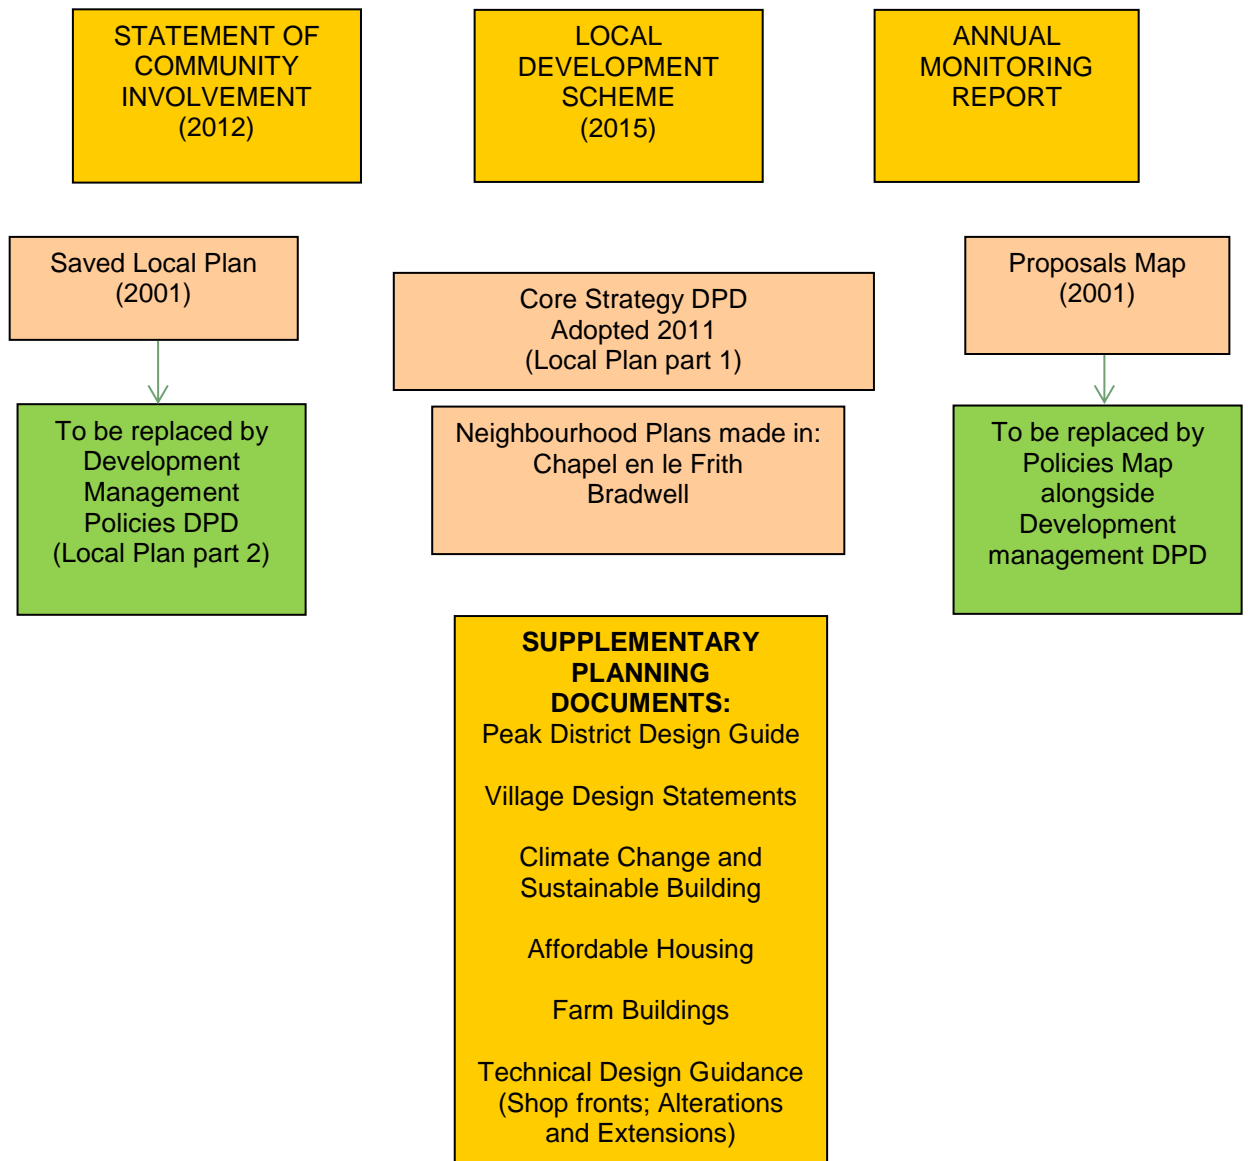 STATEMENT OF
COMMUNITY
INVOLVEMENT
(2012)
LOCAL
DEVELOPMENT
SCHEME
(2015)
ANNUAL
MONITORING
REPORT
Saved Local Plan
(2001)
Core Strategy DPD
Adopted 2011
(Local Plan part 1)
Proposals Map
(2001)
To be replaced by
Development
Management
Policies DPD
(Local Plan part 2)
Neighbourhood Plans made in:
Chapel en le Frith
Bradwell
To be replaced by
Policies Map
alongside
Development
management DPD
SUPPLEMENTARY
PLANNING
DOCUMENTS:
Peak District Design Guide
Village Design Statements
Climate Change and
Sustainable Building
Affordable Housing
Farm Buildings
Technical Design Guidance
(Shop fronts; Alterations
and Extensions)